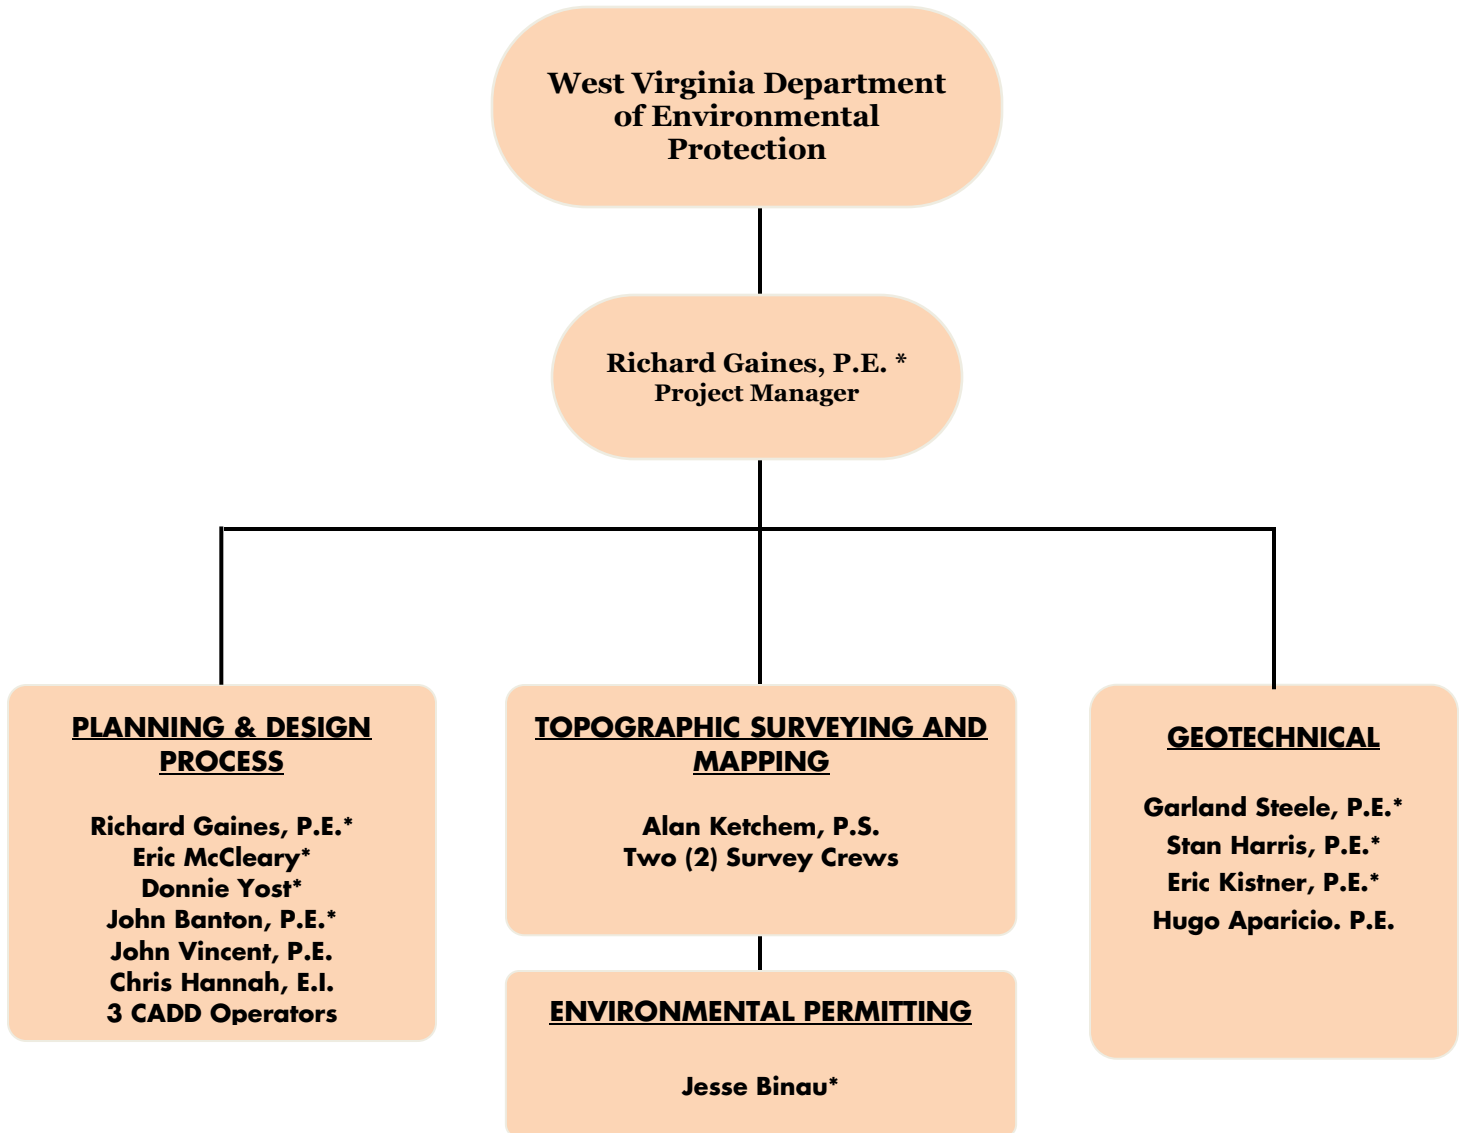 West Virginia Department
of Environmental
Protection
Richard Gaines, P.E. *
Project Manager
PLANNING & DESIGN
PROCESS
Richard Gaines, P.E.*
Eric McCleary*
Donnie Yost*
John Banton, P.E.*
John Vincent, P.E.
Chris Hannah, E.I.
3 CADD Operators
TOPOGRAPHIC SURVEYING AND
MAPPING
Alan Ketchem, P.S.
Two (2) Survey Crews
ENVIRONMENTAL PERMITTING
Jesse Binau*
GEOTECHNICAL
Garland Steele, P.E.*
Stan Harris, P.E.*
Eric Kistner, P.E.*
Hugo Aparicio. P.E.